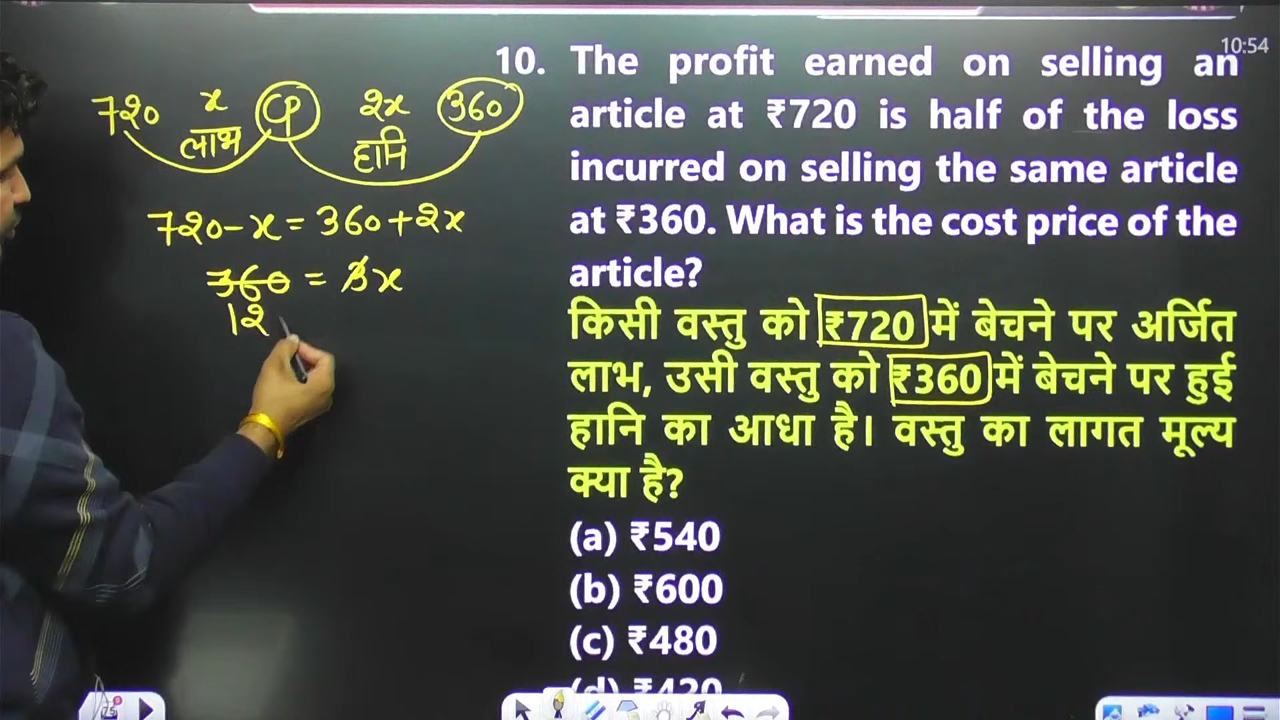 10:54
10. The profit earned on selling an
article at ₹720 is half of the loss
incurred on selling the same article
at ₹360. What is the cost price of the
article?
किसी वस्तु को ₹720 में बेचने पर अर्जित
लाभ, उसी वस्तु को ₹360 में बेचने पर हुई
हानि का आधा है। वस्तु का लागत मूल्य
क्या है?
(a) ₹540
(b) ₹600
(c) ₹480
(d) ₹420
720 x CP 2x 360
लाभ हानि
720-x=360+2x
360 = 3x
12